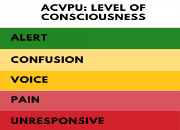 ACVPU: LEVEL OF
CONSCIOUSNESS
ALERT
CONFUSION
VOICE
PAIN
UNRESPONSIVE